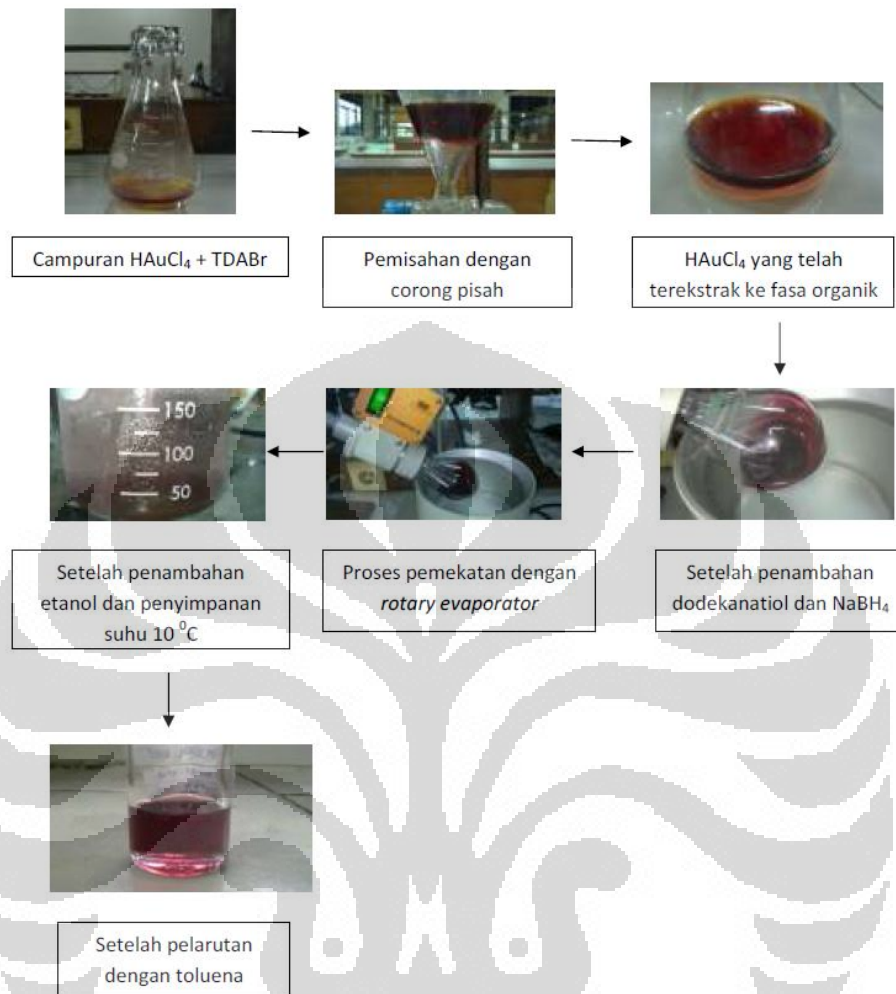 Campuran HAuCl₄ + TDABr
Pemisahan dengan
corong pisah
HAuCl₄ yang telah
terekstrak ke fasa organik
Setelah penambahan
dodekanatiol dan NaBH₄
Proses pemekatan dengan
rotary evaporator
150
100
50
Setelah penambahan
etanol dan penyimpanan
suhu 10 ⁰C
Setelah pelarutan
dengan toluena